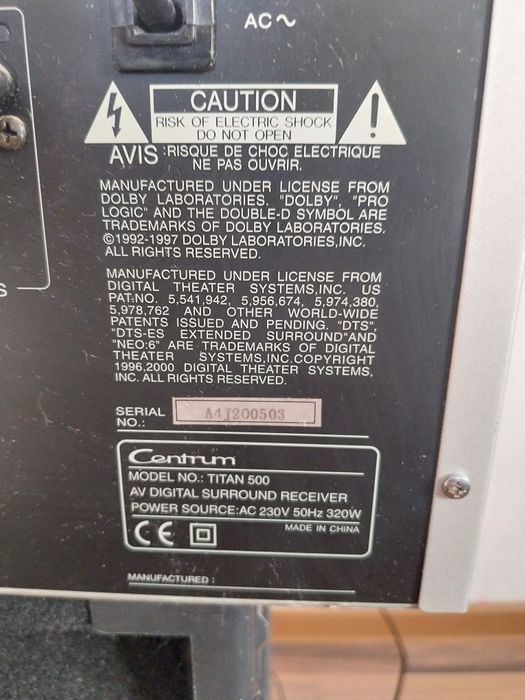 AC~
CAUTION
RISK OF ELECTRIC SHOCK
DO NOT OPEN
AVIS :RISQUE DE CHOC ELECTRIQUE
NE PAS OUVRIR.
MANUFACTURED UNDER LICENSE FROM
DOLBY LABORATORIES. "DOLBY", "PRO
LOGIC" AND THE DOUBLE-D SYMBOL ARE
TRADEMARKS OF DOLBY LABORATORIES.
©1992-1997 DOLBY LABORATORIES,INC.
ALL RIGHTS RESERVED.
MANUFACTURED UNDER LICENSE FROM
DIGITAL THEATER SYSTEMS,INC. US
PAT.NO. 5,541,942, 5,956,674, 5,974,380,
5,978,762 AND OTHER WORLD-WIDE
PATENTS ISSUED AND PENDING. "DTS",
"DTS-ES EXTENDED SURROUND"AND
"NEO:6" ARE TRADEMARKS OF DIGITAL
THEATER SYSTEMS,INC.COPYRIGHT
1996,2000 DIGITAL THEATER SYSTEMS,
INC. ALL RIGHTS RESERVED.
S
SERIAL
NO.: A4J200503
Centrum
MODEL NO.: TITAN 500
AV DIGITAL SURROUND RECEIVER
POWER SOURCE:AC 230V 50Hz 320W
CE MADE IN CHINA
MANUFACTURED :